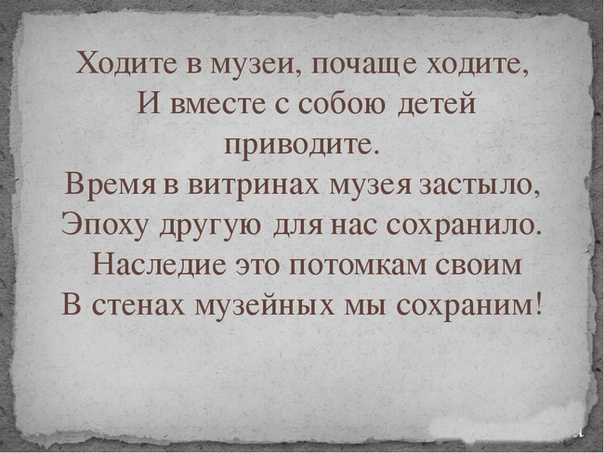 Ходите в музеи, почаще ходите,
И вместе с собою детей
приводите.
Время в витринах музея застыло,
Эпоху другую для нас сохранило.
Наследие это потомкам своим
В стенах музейных мы сохраним!